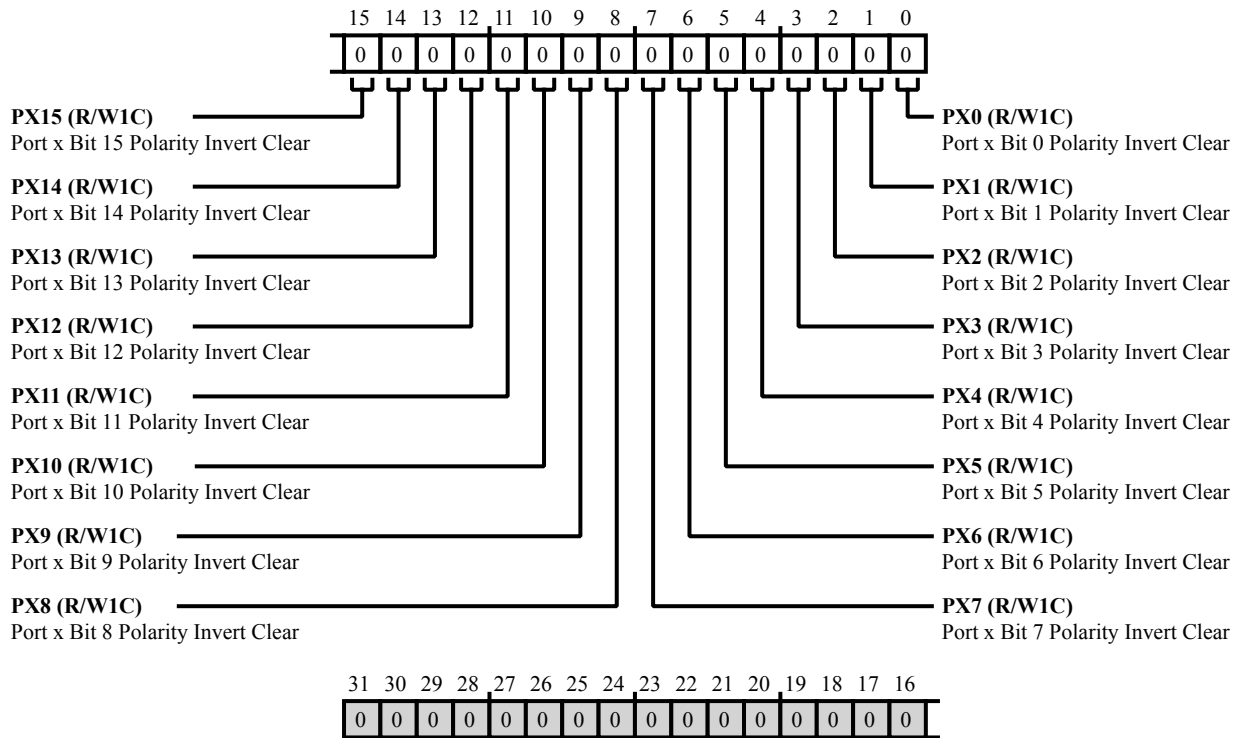 15 14 13 12 11 10 9 8 7 6 5 4 3 2 1 0
0 0 0 0 0 0 0 0 0 0 0 0 0 0 0 0
PX15 (R/W1C)
Port x Bit 15 Polarity Invert Clear
PX14 (R/W1C)
Port x Bit 14 Polarity Invert Clear
PX13 (R/W1C)
Port x Bit 13 Polarity Invert Clear
PX12 (R/W1C)
Port x Bit 12 Polarity Invert Clear
PX11 (R/W1C)
Port x Bit 11 Polarity Invert Clear
PX10 (R/W1C)
Port x Bit 10 Polarity Invert Clear
PX9 (R/W1C)
Port x Bit 9 Polarity Invert Clear
PX8 (R/W1C)
Port x Bit 8 Polarity Invert Clear
PX0 (R/W1C)
Port x Bit 0 Polarity Invert Clear
PX1 (R/W1C)
Port x Bit 1 Polarity Invert Clear
PX2 (R/W1C)
Port x Bit 2 Polarity Invert Clear
PX3 (R/W1C)
Port x Bit 3 Polarity Invert Clear
PX4 (R/W1C)
Port x Bit 4 Polarity Invert Clear
PX5 (R/W1C)
Port x Bit 5 Polarity Invert Clear
PX6 (R/W1C)
Port x Bit 6 Polarity Invert Clear
PX7 (R/W1C)
Port x Bit 7 Polarity Invert Clear
31 30 29 28 27 26 25 24 23 22 21 20 19 18 17 16
0 0 0 0 0 0 0 0 0 0 0 0 0 0 0 0